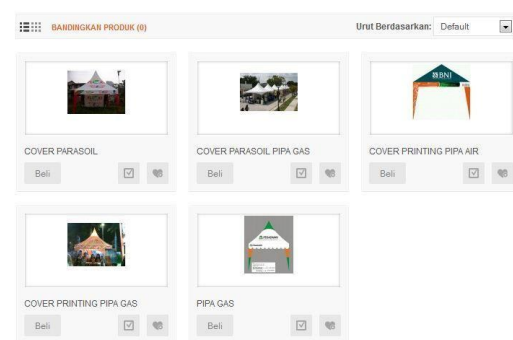 BANDINGKAN PRODUK (0)
Urut Berdasarkan: Default
BNI
COVER PARASOIL
COVER PARASOIL PIPA GAS
COVER PRINTING PIPA AIR
Beli
Beli
Beli
COVER PRINTING PIPA GAS
PIPA GAS
Beli
Beli